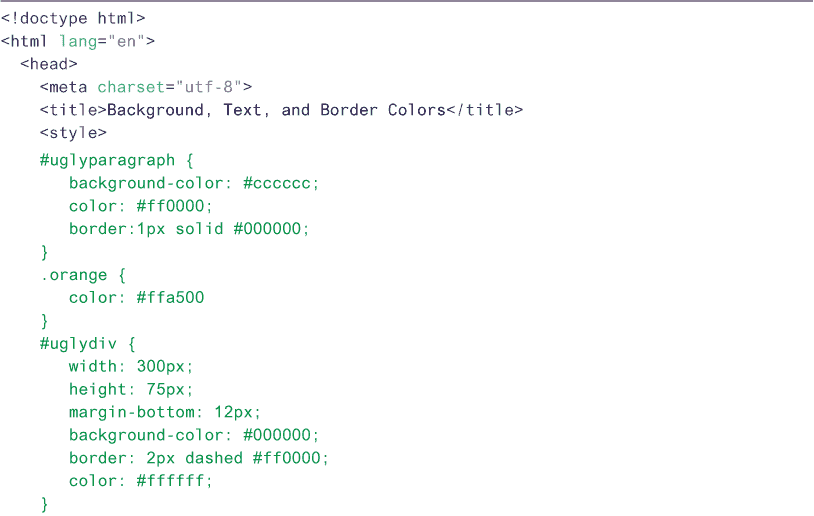 <!doctype html>
<html lang="en">
<head>
<meta charset="utf-8">
<title>Background, Text, and Border Colors</title>
<style>
#uglyparagraph {
background-color: #cccccc;
color: #ff0000;
border:1px solid #000000;
}
.orange {
color: #ffa500
}
#uglydiv {
width: 300px;
height: 75px;
margin-bottom: 12px;
background-color: #000000;
border: 2px dashed #ff0000;
color: #ffffff;
}